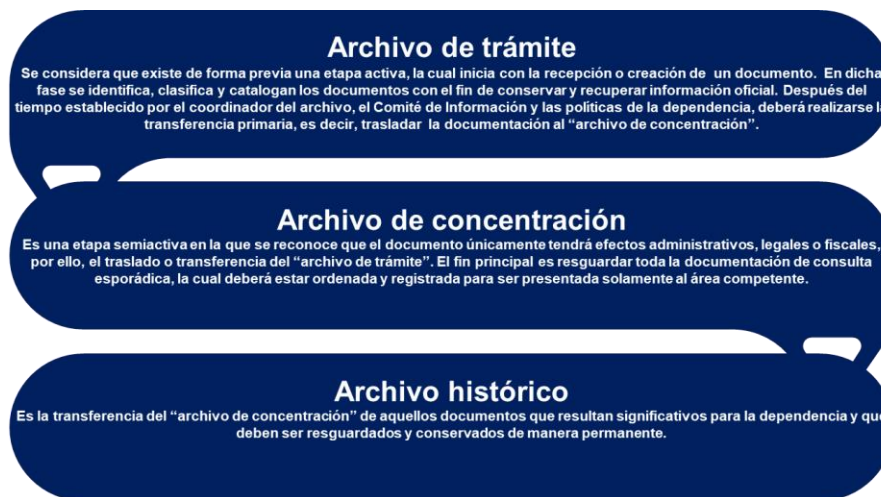 Archivo de trámite
Se considera que existe de forma previa una etapa activa, la cual inicia con la recepción o creación de un documento. En dicha
fase se identifica, clasifica y catalogan los documentos con el fin de conservar y recuperar información oficial. Después del
tiempo establecido por el coordinador del archivo, el Comité de Información y las políticas de la dependencia, deberá realizarse la
transferencia primaria, es decir, trasladar la documentación al “archivo de concentración”.
Archivo de concentración
Es una etapa semiactiva en la que se reconoce que el documento únicamente tendrá efectos administrativos, legales o fiscales,
por ello, el traslado o transferencia del “archivo de trámite”. El fin principal es resguardar toda la documentación de consulta
esporádica, la cual deberá estar ordenada y registrada para ser presentada solamente al área competente.
Archivo histórico
Es la transferencia del “archivo de concentración” de aquellos documentos que resultan significativos para la dependencia y que
deben ser resguardados y conservados de manera permanente.